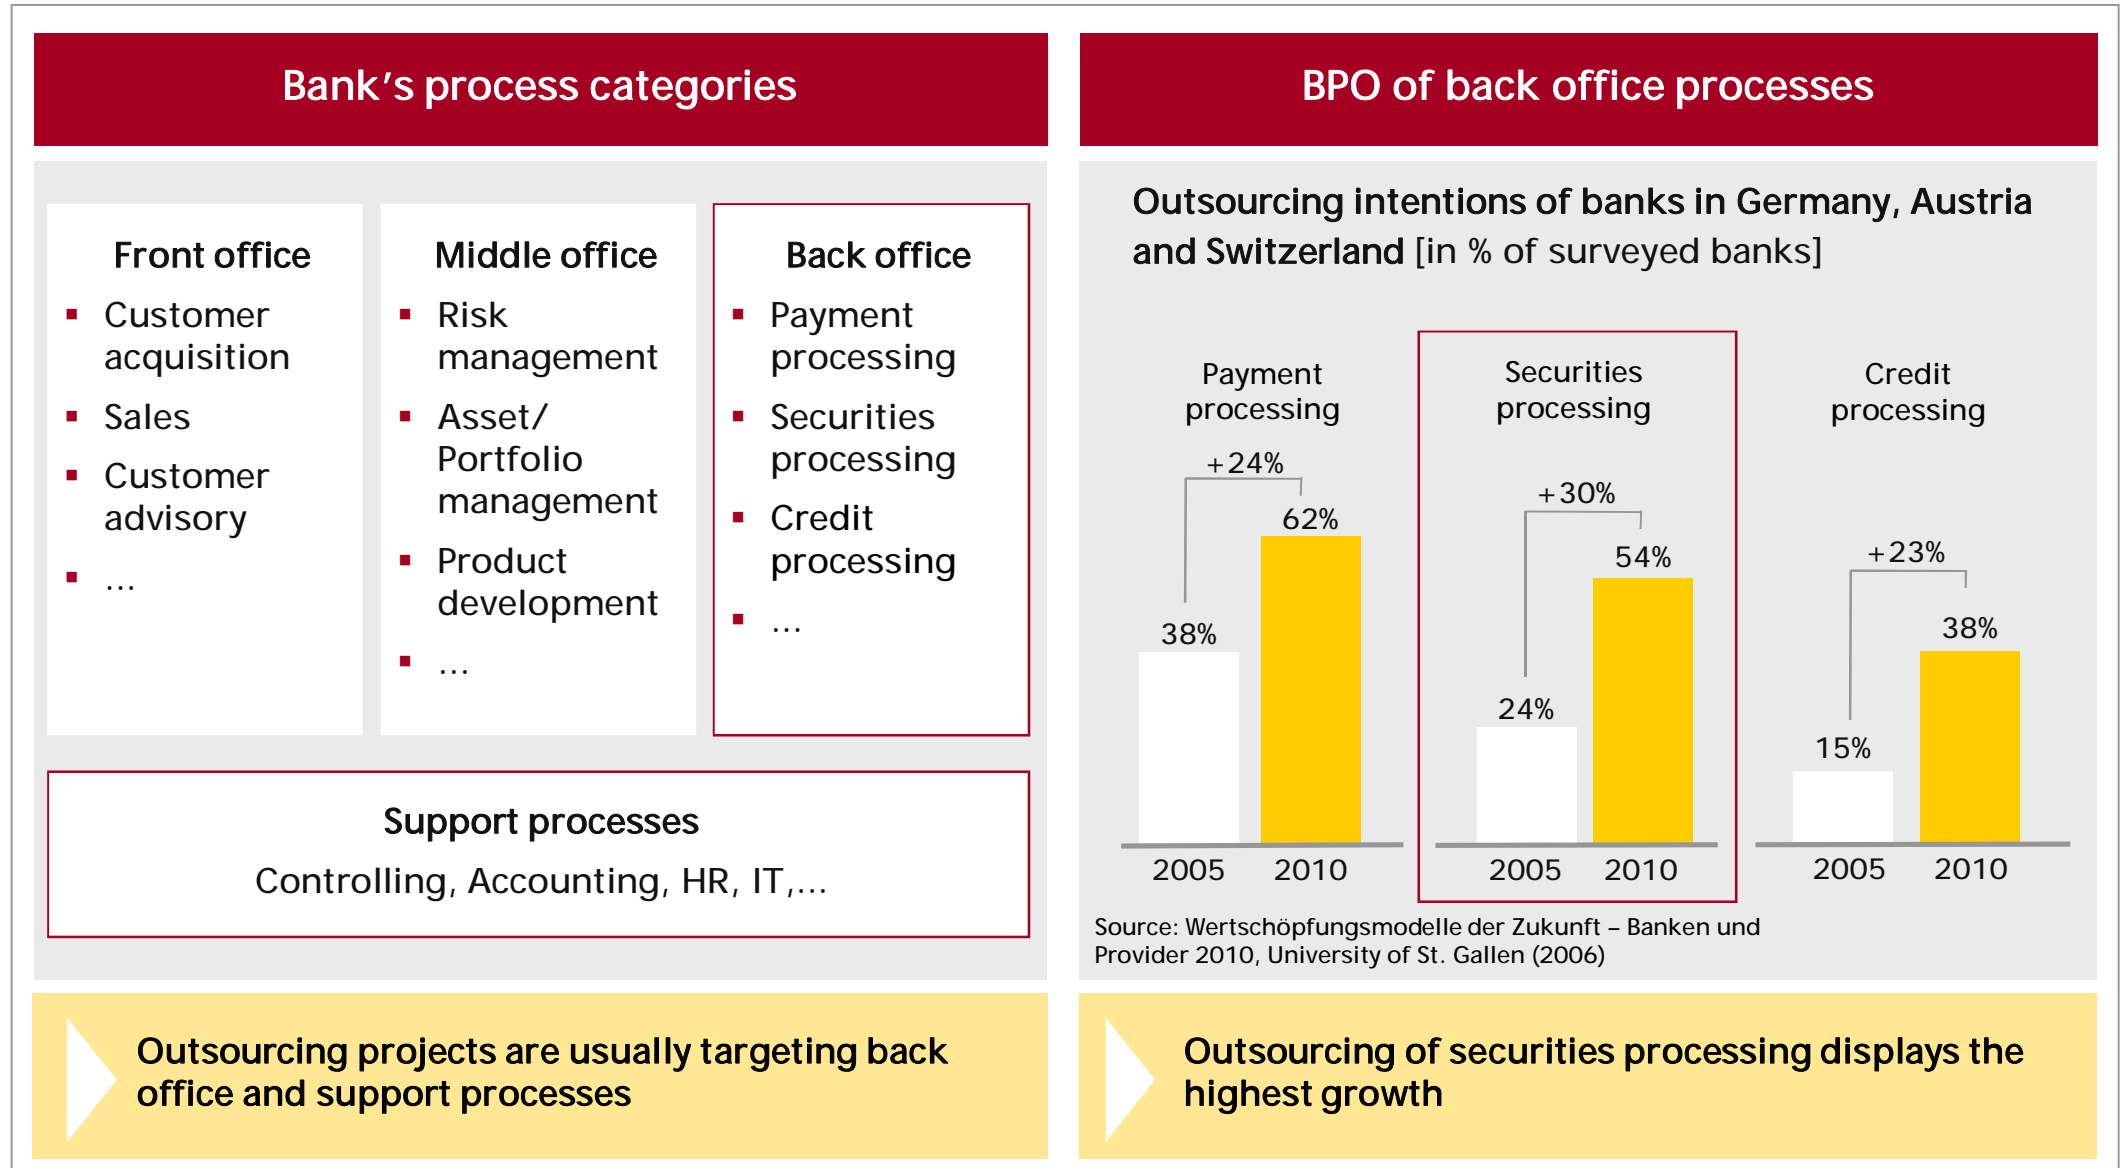 Bank's process categories
Front office
▪ Customer
acquisition
▪ Sales
▪ Customer
advisory
▪ ...
Middle office
▪ Risk
management
▪ Asset/
Portfolio
management
▪ Product
development
▪ ...
Back office
▪ Payment
processing
▪ Securities
processing
▪ Credit
processing
▪ ...
Support processes
Controlling, Accounting, HR, IT,...
Outsourcing projects are usually targeting back
office and support processes
BPO of back office processes
Outsourcing intentions of banks in Germany, Austria
and Switzerland [in % of surveyed banks]
Payment
processing
+24%
62%
38%
2005 2010
Securities
processing
+30%
54%
24%
2005 2010
Credit
processing
+23%
38%
15%
2005 2010
Source: Wertschöpfungsmodelle der Zukunft – Banken und
Provider 2010, University of St. Gallen (2006)
Outsourcing of securities processing displays the
highest growth